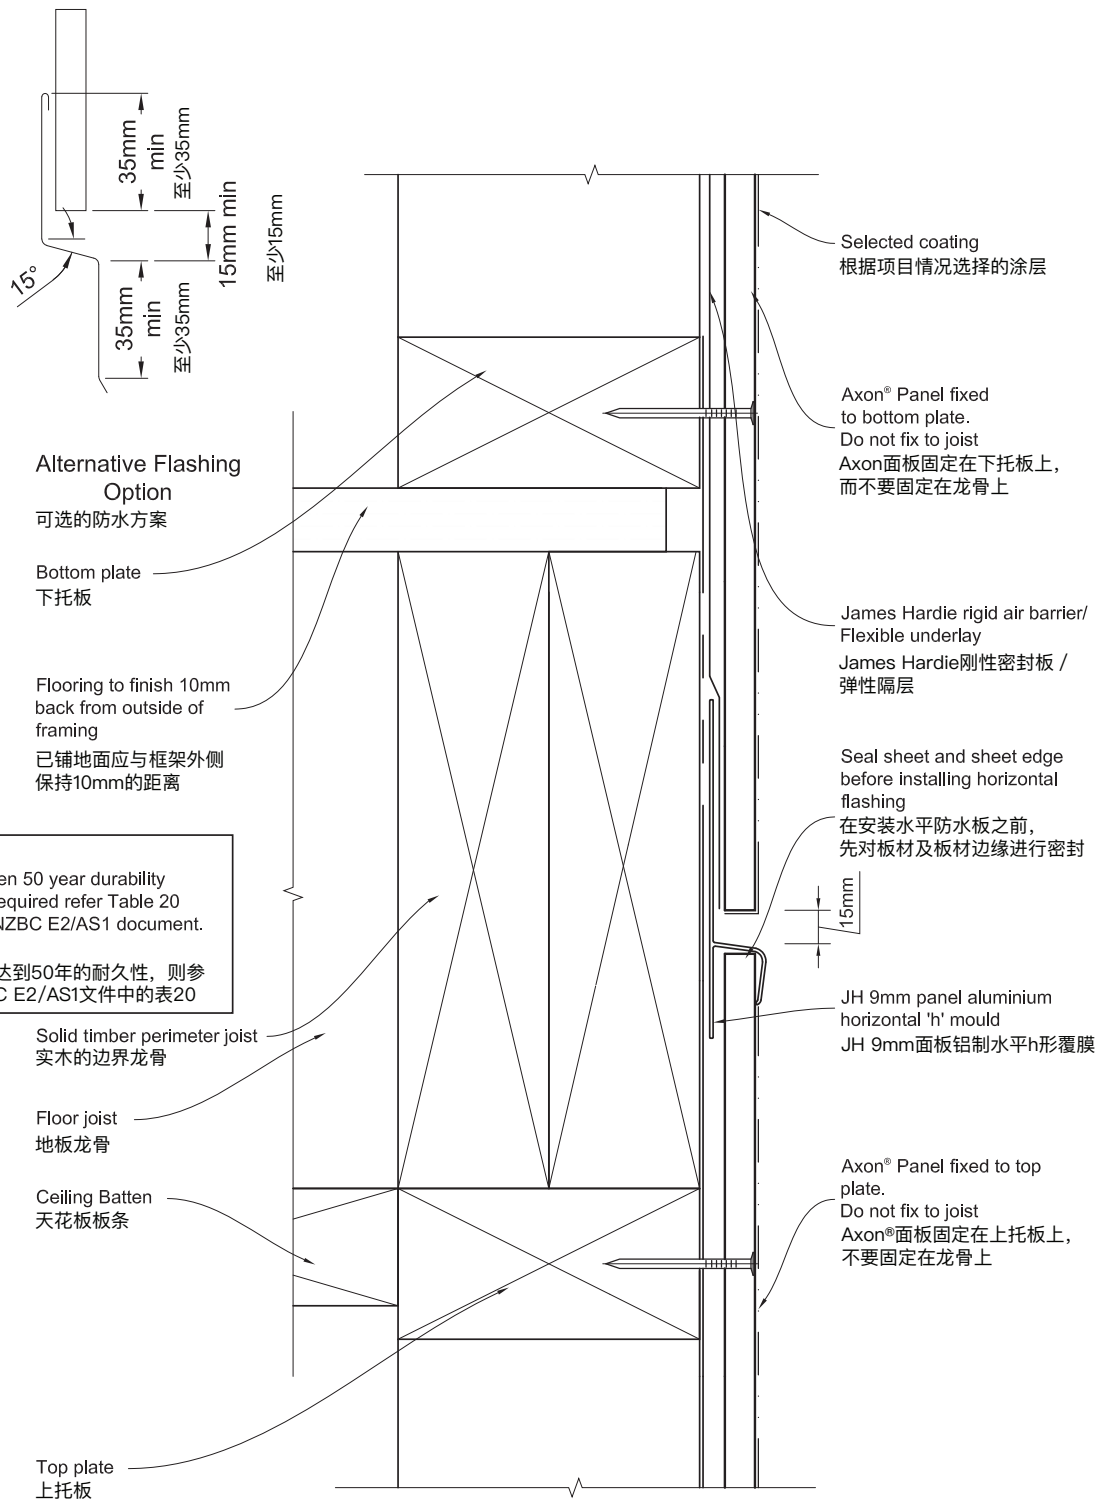 35mm
min
至少35mm
15mm min
至少15mm
15°
35mm
min
至少35mm
Alternative Flashing
Option
可选的防水方案
Bottom plate
下托板
Flooring to finish 10mm
back from outside of
framing
已铺地面应与框架外侧
保持10mm的距离
en 50 year durability
equired refer Table 20
NZBC E2/AS1 document.
达到50年的耐久性，则参
C E2/AS1文件中的表20
Solid timber perimeter joist
实木的边界龙骨
Floor joist
地板龙骨
Ceiling Batten
天花板板条
Top plate
上托板
Selected coating
根据项目情况选择的涂层
Axon® Panel fixed
to bottom plate.
Do not fix to joist
Axon面板固定在下托板上，
而不要固定在龙骨上
James Hardie rigid air barrier/
Flexible underlay
James Hardie刚性密封板 /
弹性隔层
Seal sheet and sheet edge
before installing horizontal
flashing
在安装水平防水板之前，
先对板材及板材边缘进行密封
15mm
JH 9mm panel aluminium
horizontal 'h' mould
JH 9mm面板铝制水平h形覆膜
Axon® Panel fixed to top
plate.
Do not fix to joist
Axon®面板固定在上托板上，
不要固定在龙骨上